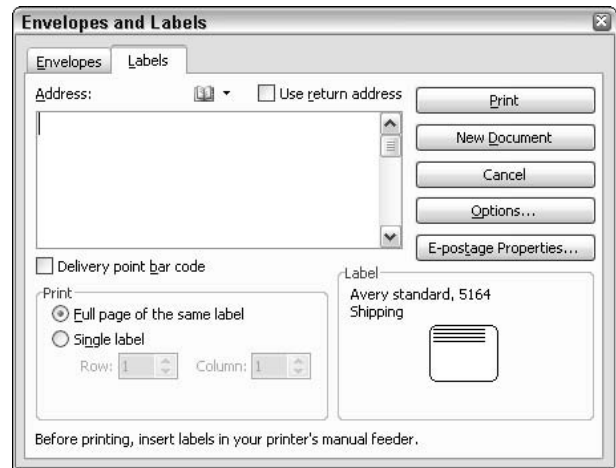 Envelopes and Labels
Envelopes
Labels
Address:
Use return address
Print
New Document
Cancel
Options...
E-postage Properties...
Delivery point bar code
Print
Full page of the same label
Single label
Row: 1 Column: 1
Label
Avery standard, 5164
Shipping
Before printing, insert labels in your printer's manual feeder.